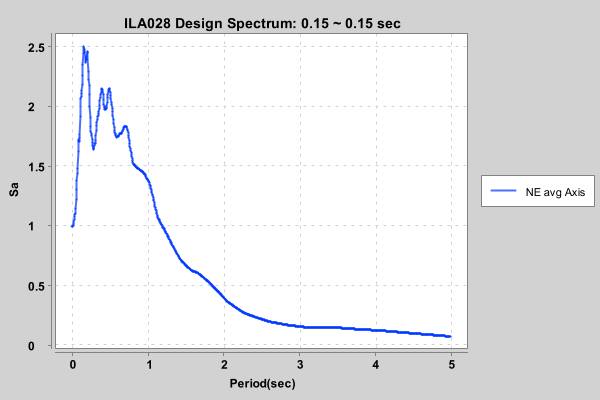 ILA028 Design Spectrum: 0.15 ~ 0.15 sec
2.5
2
1.5
1
0.5
0
Sa
0 1 2 3 4 5
Period(sec)
NE avg Axis